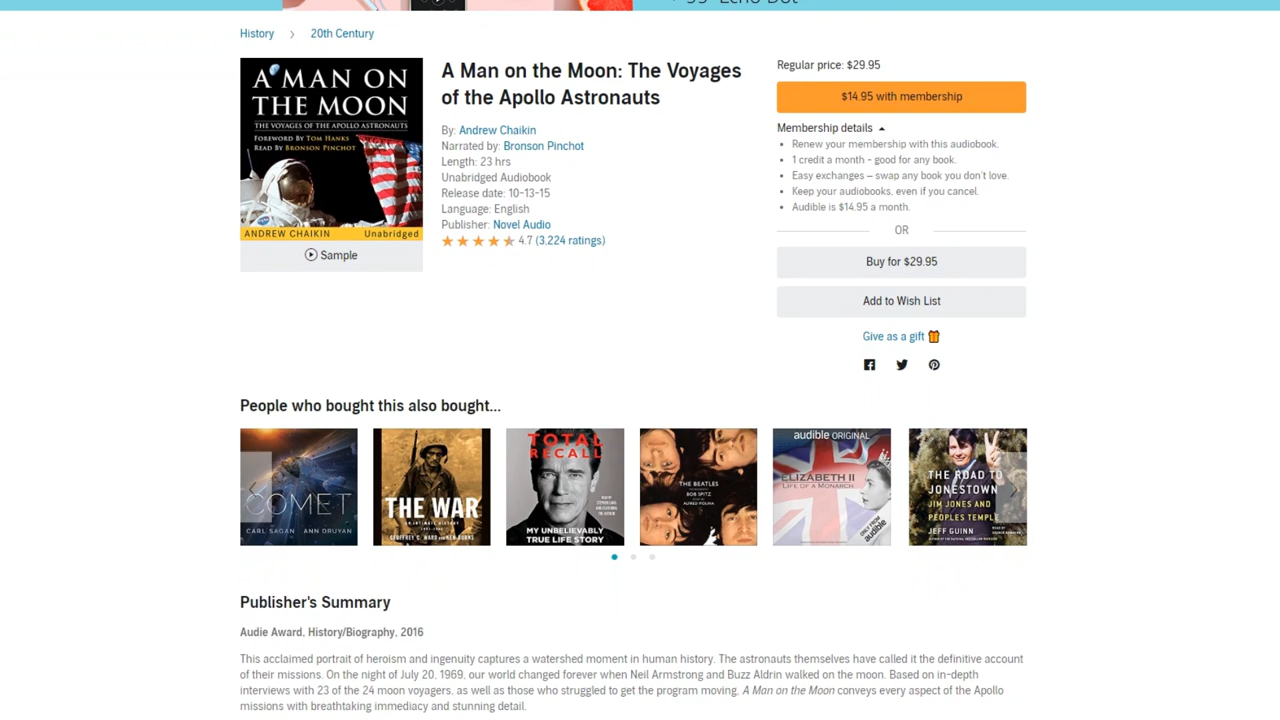 History > 20th Century
A MAN ON
THE MOON
THE VOYAGES OF THE APOLLO ASTRONAUTS
FOREWORD BY TOM HANKS
READ BY BRONSON PINCHOT
ANDREW CHAIKIN Unabridged
Sample
A Man on the Moon: The Voyages
of the Apollo Astronauts
By: Andrew Chaikin
Narrated by: Bronson Pinchot
Length: 23 hrs
Unabridged Audiobook
Release date: 10-13-15
Language: English
Publisher: Novel Audio
4.7 (3,224 ratings)
Regular price: $29.95
$14.95 with membership
Membership details
Renew your membership with this audiobook.
1 credit a month - good for any book.
Easy exchanges – swap any book you don't love.
Keep your audiobooks, even if you cancel.
Audible is $14.95 a month.
OR
Buy for $29.95
Add to Wish List
Give as a gift
People who bought this also bought...
COMET
CARL SAGAN ANN DRUYAN
THE WAR
AN INTIMATE HISTORY
GEOFFREY C. WARD AND KEN BURNS
TOTAL
RECALL
MY UNBELIEVABLY
TRUE LIFE STORY
THE BEATLES
BOB SPITZ
ALFRED MOLINA
audible ORIGINAL
ELIZABETH II
LIFE OF A MONARCH
ONLY FROM
audible
THE ROAD TO
JONESTOWN
JIM JONES AND
PEOPLES TEMPLE
JEFF GUINN
Publisher's Summary
Audie Award, History/Biography, 2016
This acclaimed portrait of heroism and ingenuity captures a watershed moment in human history. The astronauts themselves have called it the definitive account
of their missions. On the night of July 20, 1969, our world changed forever when Neil Armstrong and Buzz Aldrin walked on the moon. Based on in-depth
interviews with 23 of the 24 moon voyagers, as well as those who struggled to get the program moving, A Man on the Moon conveys every aspect of the Apollo
missions with breathtaking immediacy and stunning detail.